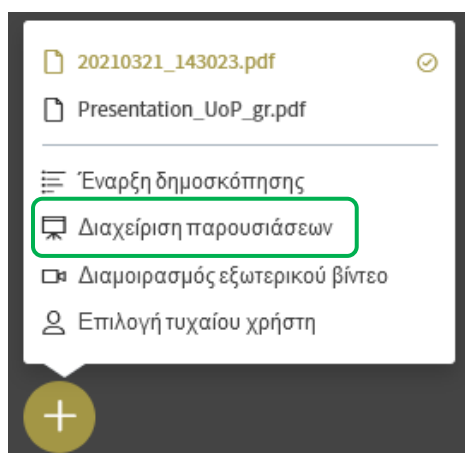 20210321_143023.pdf
Presentation_UoP_gr.pdf
Έναρξη δημοσκόπησης
Διαχείριση παρουσιάσεων
Διαμοιρασμός εξωτερικού βίντεο
Επιλογή τυχαίου χρήστη